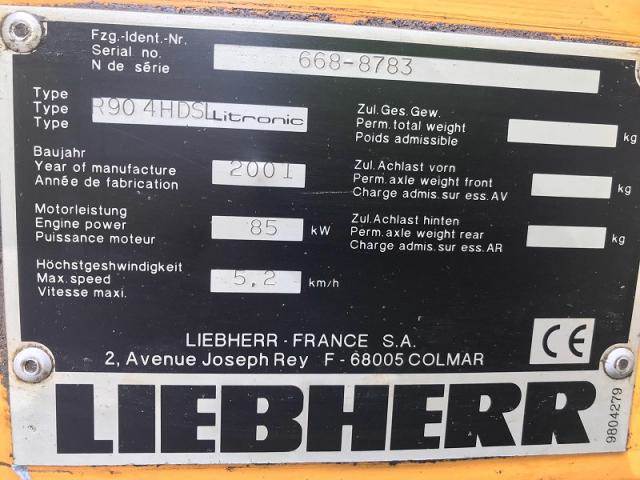 Fzg.-Ident.-Nr.
Serial no.
N de série
668-8783
Type
Type
Type
R904HDSL Litronic
Baujahr
Year of manufacture
Année de fabrication
2001
Motorleistung
Engine power
Puissance moteur
85 kW
Höchstgeshwindigkeit
Max. speed
Vitesse maxi.
5,2 km/h
Zul. Ges. Gew.
Perm. total weight
Poids admissible
kg
Zul. Achlast vorn
Perm. axle weight front
Charge admis. sur ess. AV
kg
Zul. Achlast hinten
Perm. axle weight rear
Charge admis. sur ess. AR
kg
LIEBHERR · FRANCE S.A.
2, Avenue Joseph Rey F - 68005 COLMAR
CE
LIEBHERR
9804279